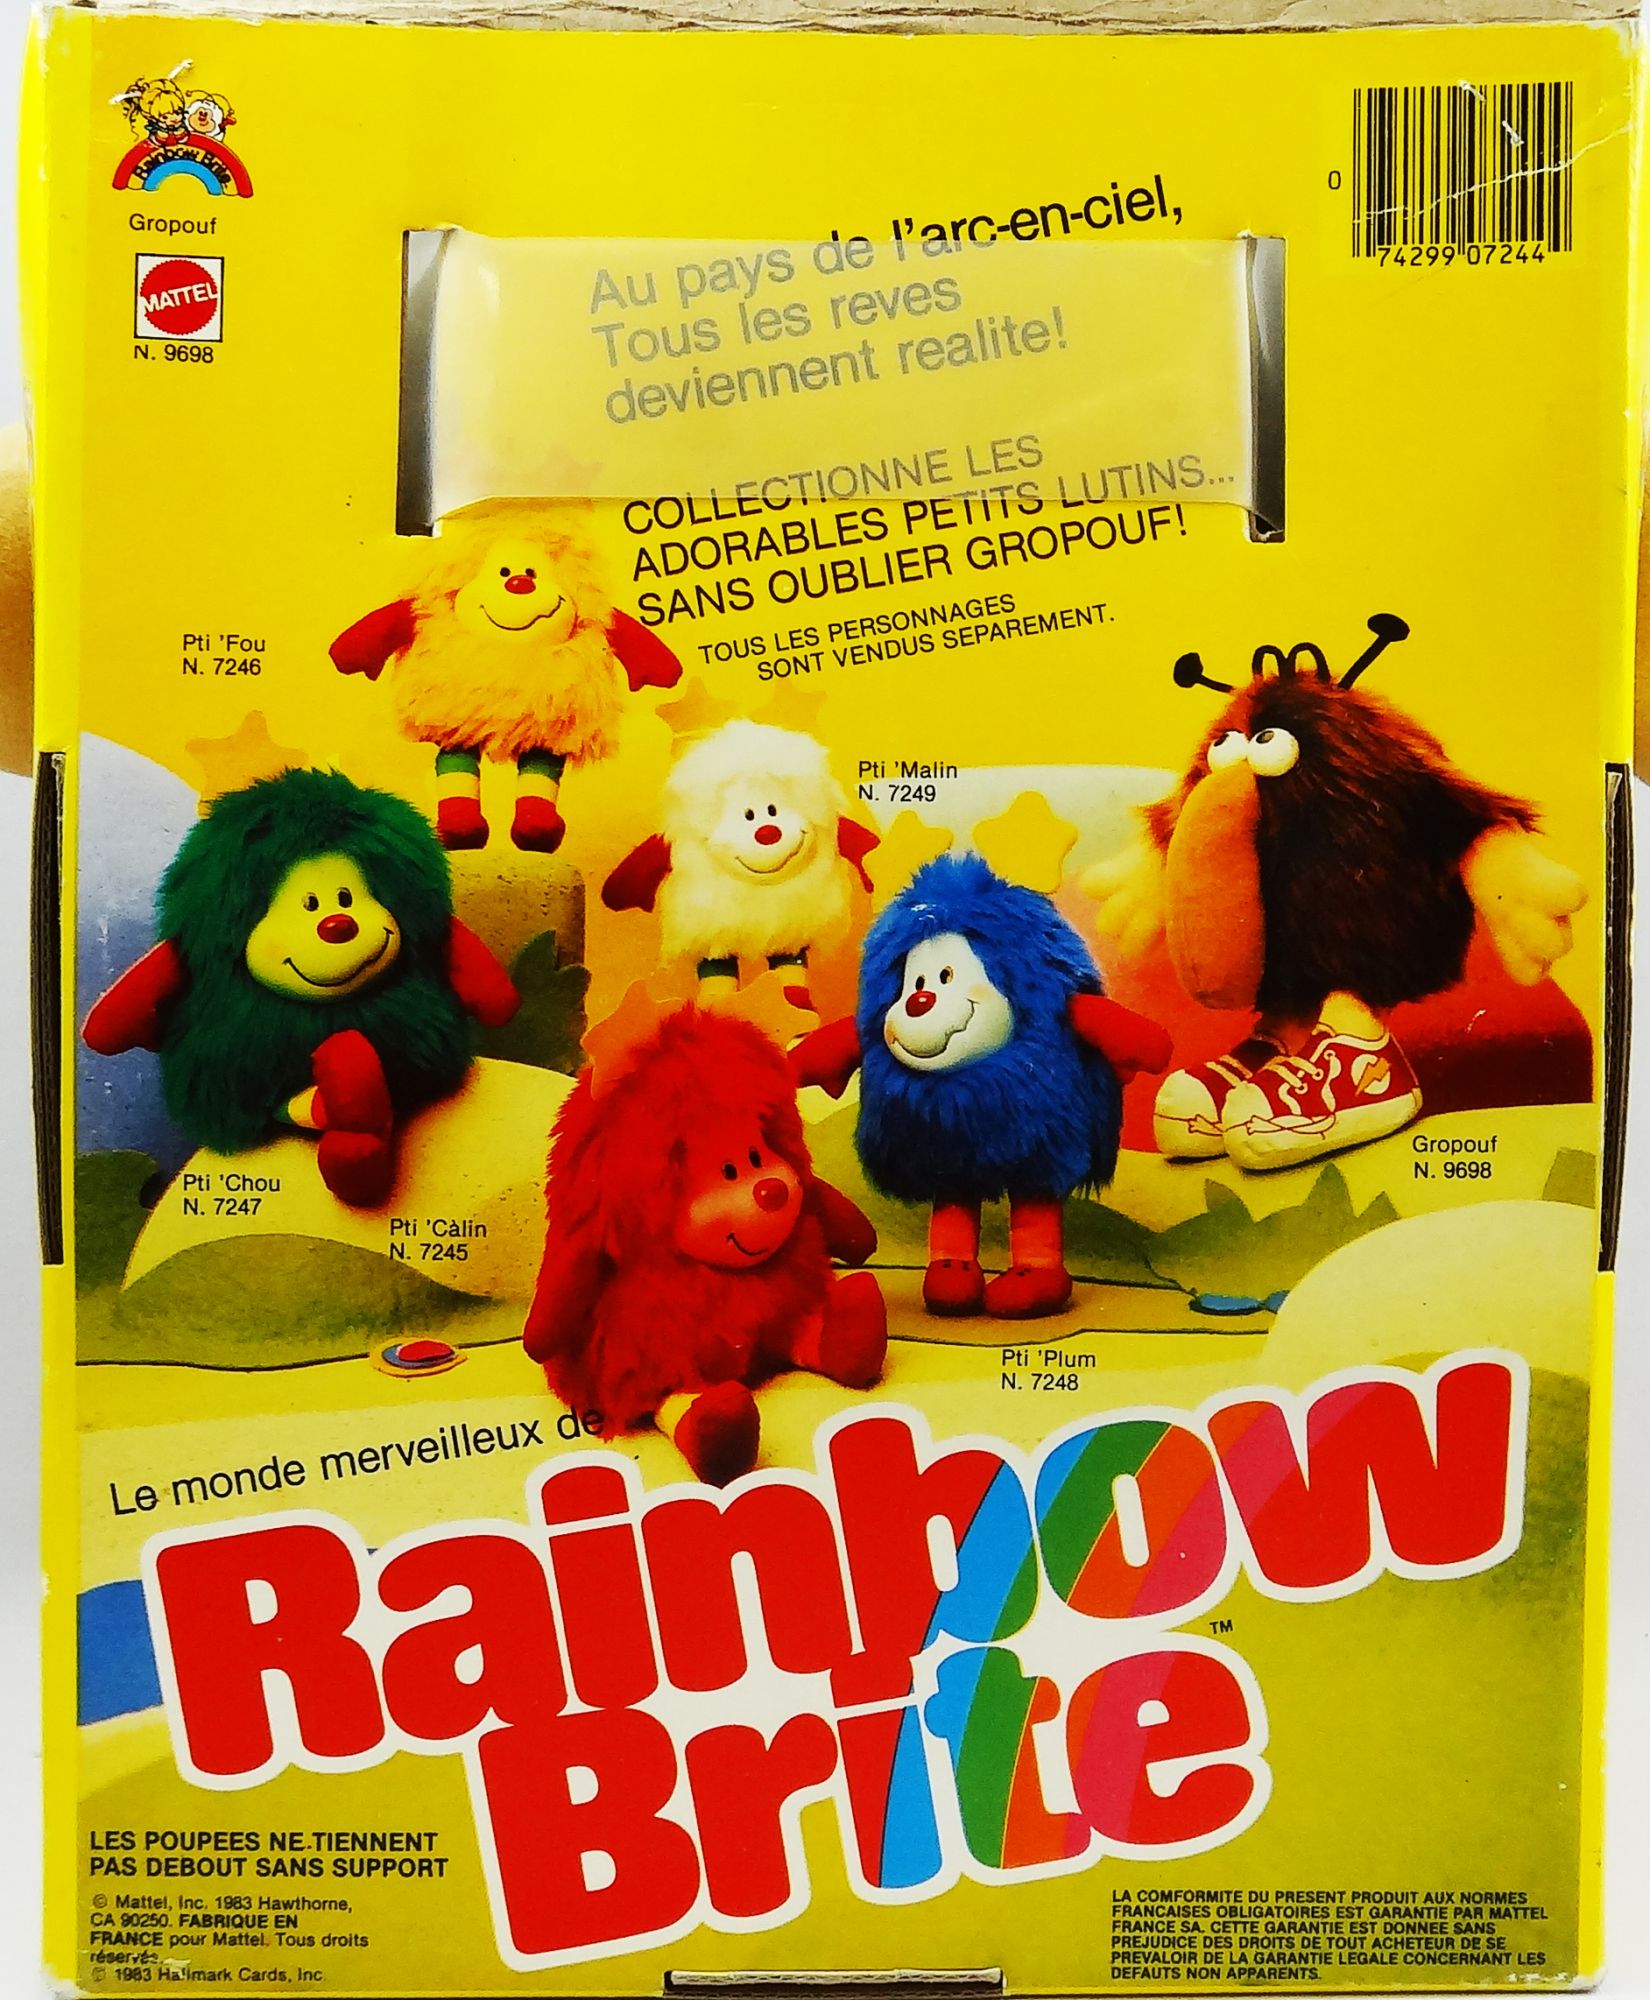 Rainbow Brite
Gropouf
MATTEL
N. 9698
0
74299 07244
Au pays de l'arc-en-ciel,
Tous les reves
deviennent realite!
COLLECTIONNE LES
ADORABLES PETITS LUTINS...
SANS OUBLIER GROPOUF!
TOUS LES PERSONNAGES
SONT VENDUS SEPAREMENT.
Pti 'Fou
N. 7246
Pti 'Malin
N. 7249
Pti 'Chou
N. 7247
Pti 'Càlin
N. 7245
Gropouf
N. 9698
Pti 'Plum
N. 7248
Le monde merveilleux de
Rainbow
Brite
TM
LES POUPEES NE TIENNENT
PAS DEBOUT SANS SUPPORT
© Mattel, Inc. 1983 Hawthorne,
CA 90250. FABRIQUE EN
FRANCE pour Mattel. Tous droits
réservés.
© 1983 Hallmark Cards, Inc.
LA COMFORMITE DU PRESENT PRODUIT AUX NORMES
FRANCAISES OBLIGATOIRES EST GARANTIE PAR MATTEL
FRANCE SA. CETTE GARANTIE EST DONNEE SANS
PREJUDICE DES DROITS DE TOUT ACHETEUR DE SE
PREVALOIR DE LA GARANTIE LEGALE CONCERNANT LES
DEFAUTS NON APPARENTS.